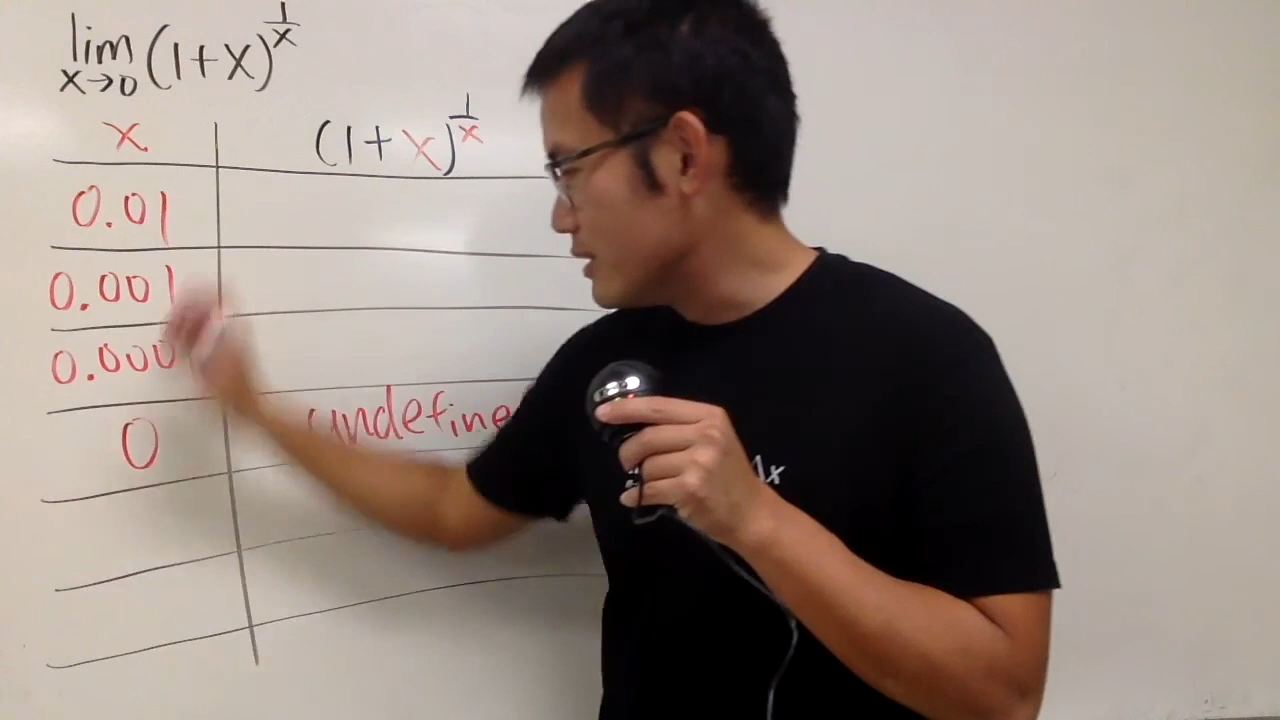 lim x→0 (1+x)^(1/x)
x (1+x)^(1/x)
0.01
0.001
0.000
0 undefine